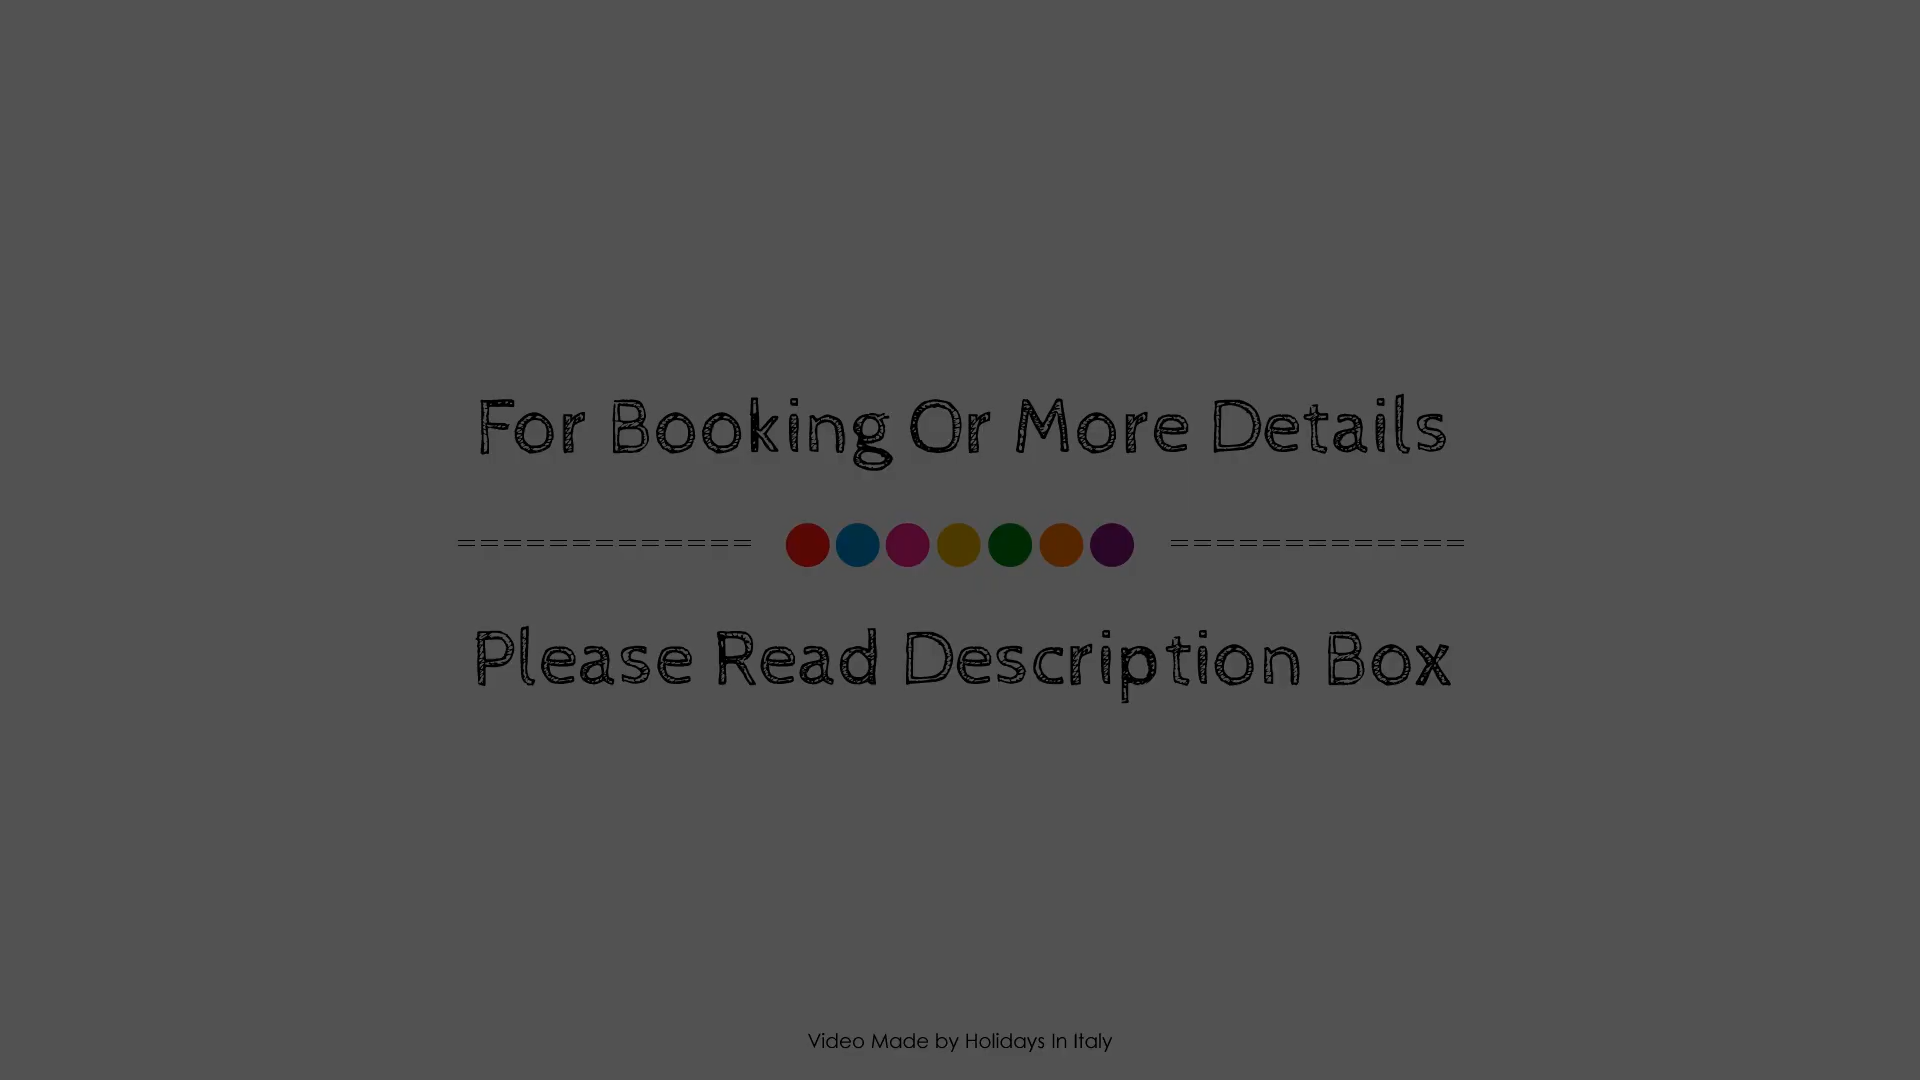 For Booking Or More Details
============= =============
Please Read Description Box
Video Made by Holidays In Italy